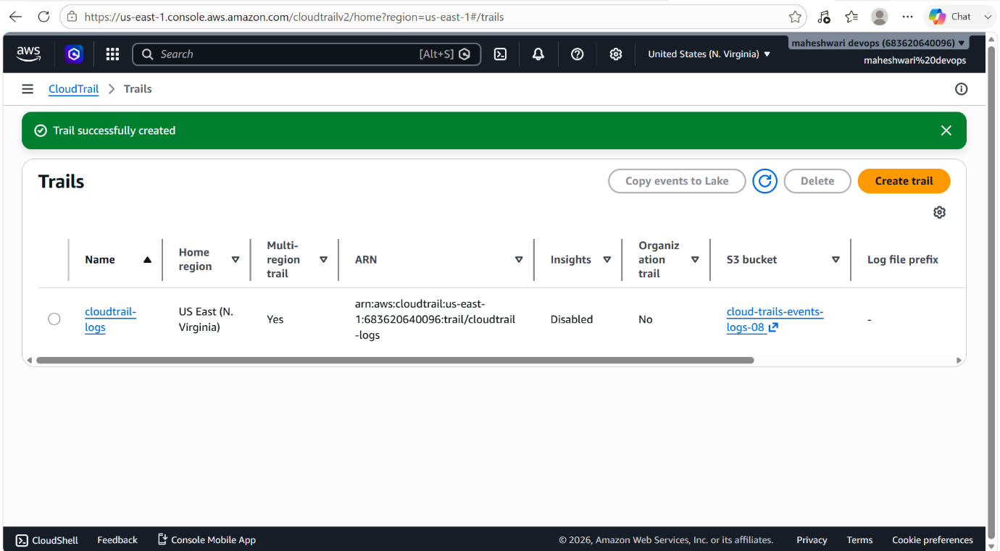 https://us-east-1.console.aws.amazon.com/cloudtrailv2/home?region=us-east-1#/trails
Chat
aws
Search
[Alt+S]
United States (N. Virginia)
maheshwari devops (683620640096)
maheshwari%20devops
CloudTrail
Trails
Trail successfully created
Trails
Copy events to Lake
Delete
Create trail
Name
Home
region
Multi-
region
trail
ARN
Insights
Organiz
ation
trail
S3 bucket
Log file prefix
cloudtrail-
logs
US East (N.
Virginia)
Yes
arn:aws:cloudtrail:us-east-
1:683620640096:trail/cloudtrail
-logs
Disabled
No
cloud-trails-events-
logs-08
-
CloudShell
Feedback
Console Mobile App
© 2026, Amazon Web Services, Inc. or its affiliates.
Privacy
Terms
Cookie preferences